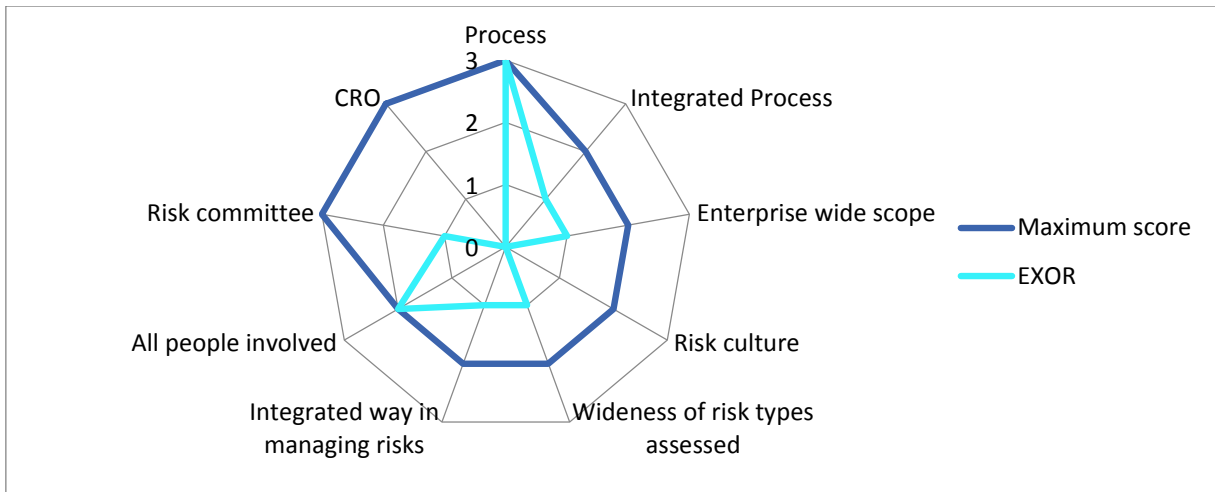 Process
3
CRO
Integrated Process
2
1
Risk committee
Enterprise wide scope
Maximum score
0
EXOR
All people involved
Risk culture
Integrated way in
managing risks
Wideness of risk types
assessed